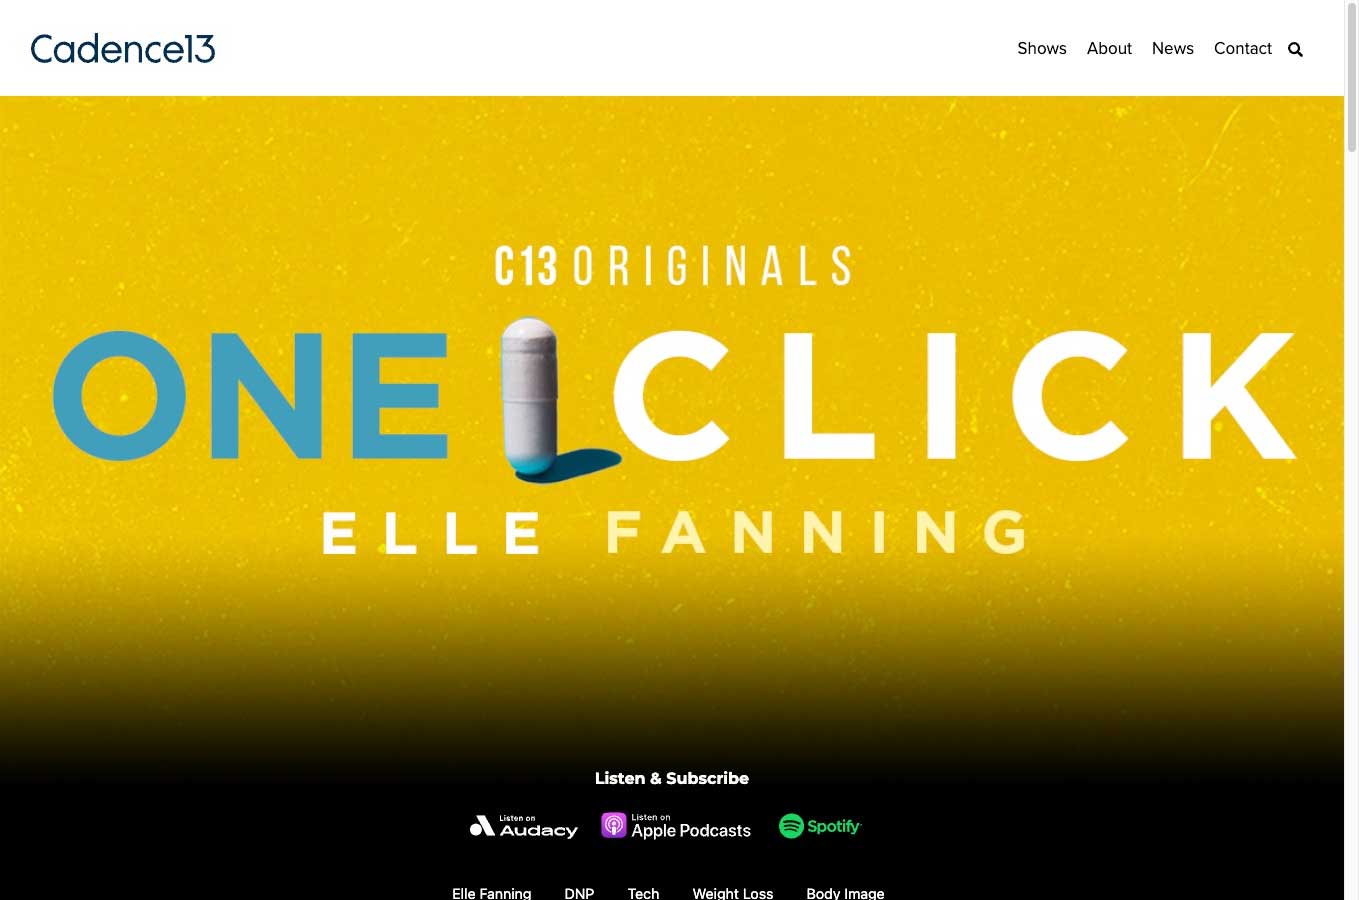 Cadence13
Shows About News Contact
C13 ORIGINALS
ONE CLICK
ELLE FANNING
Listen & Subscribe
Listen on
Audacy
Listen on
Apple Podcasts
Spotify
Elle Fanning DNP Tech Weight Loss Body Image